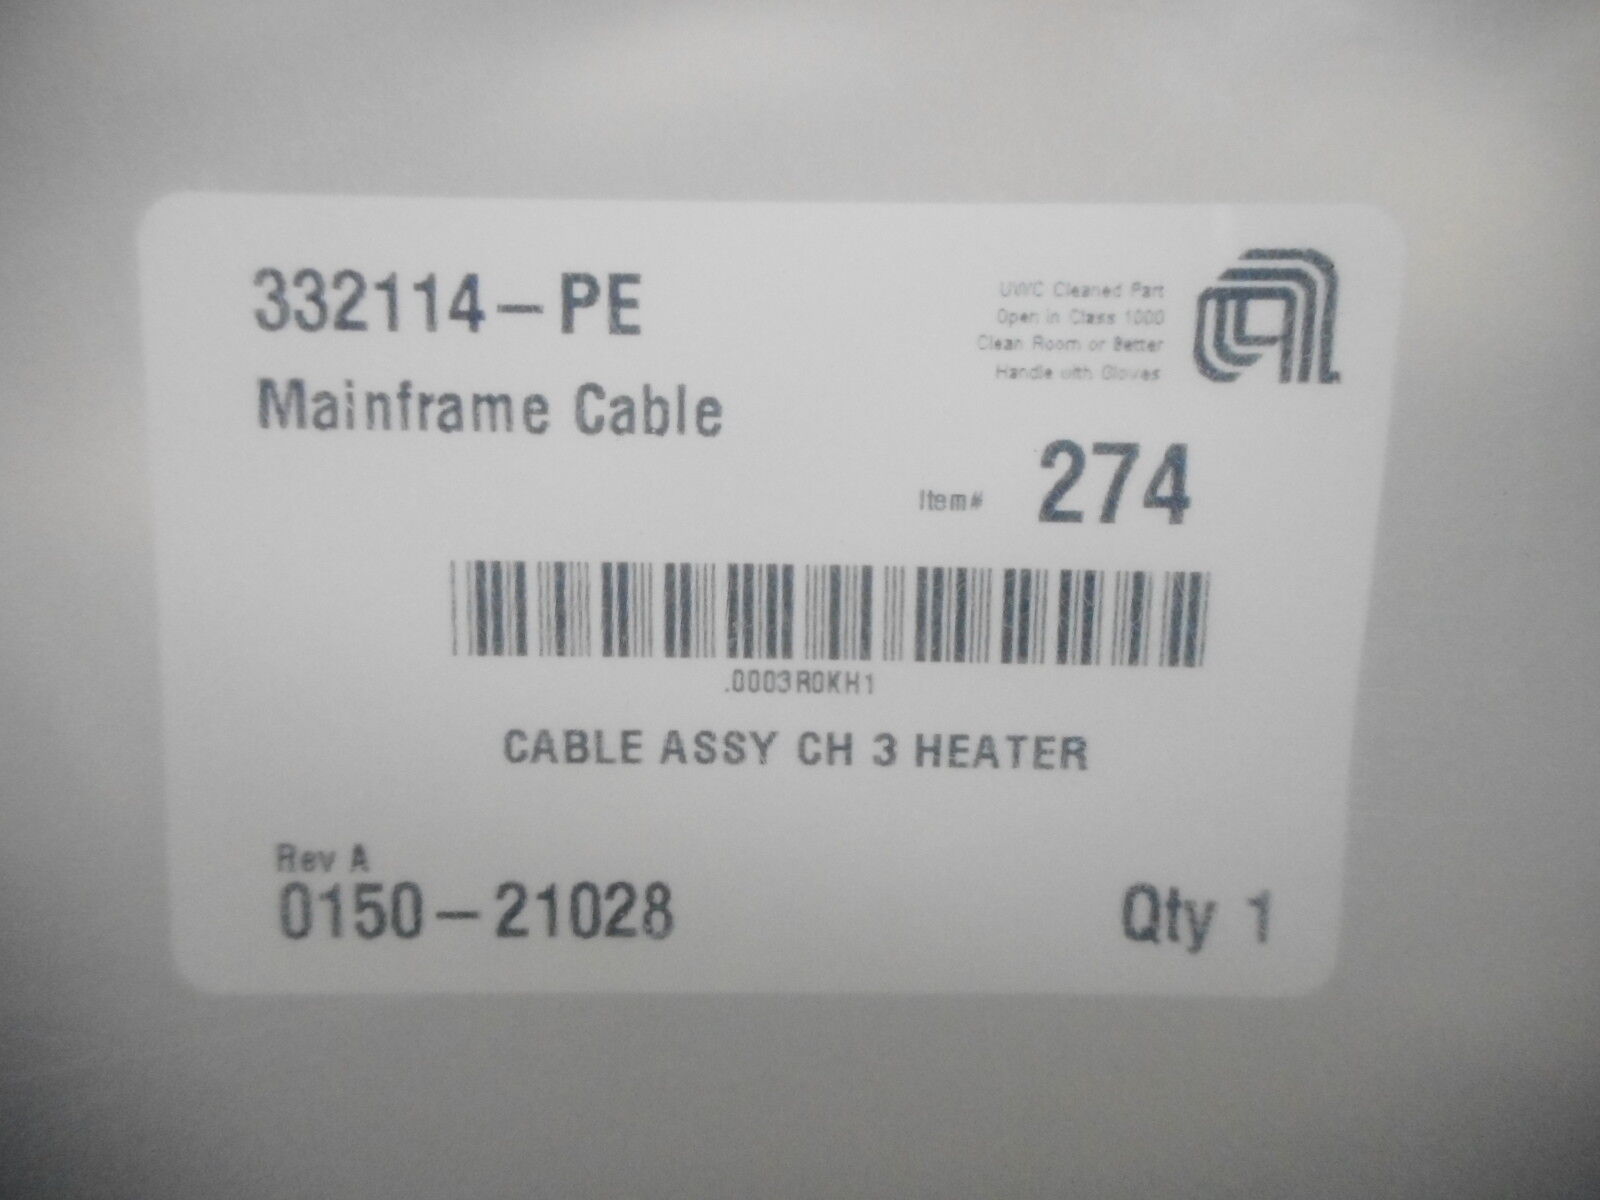 332114-PE
Mainframe Cable
UWC Cleaned Part
Open in Class 1000
Clean Room or Better
Handle with Gloves
Item# 274
.0003R0KH1
CABLE ASSY CH 3 HEATER
Rev A
0150-21028
Qty 1